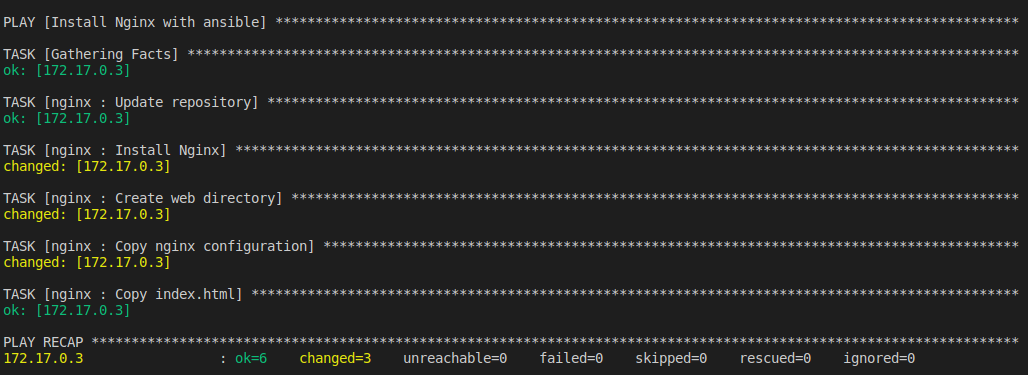 PLAY [Install Nginx with ansible] *********************************************************************************************
TASK [Gathering Facts] ********************************************************************************************************
ok: [172.17.0.3]
TASK [nginx : Update repository] **********************************************************************************************
ok: [172.17.0.3]
TASK [nginx : Install Nginx] **************************************************************************************************
changed: [172.17.0.3]
TASK [nginx : Create web directory] *******************************************************************************************
changed: [172.17.0.3]
TASK [nginx : Copy nginx configuration] ***************************************************************************************
changed: [172.17.0.3]
TASK [nginx : Copy index.html] ************************************************************************************************
ok: [172.17.0.3]
PLAY RECAP ********************************************************************************************************************
172.17.0.3                 : ok=6    changed=3    unreachable=0    failed=0    skipped=0    rescued=0    ignored=0